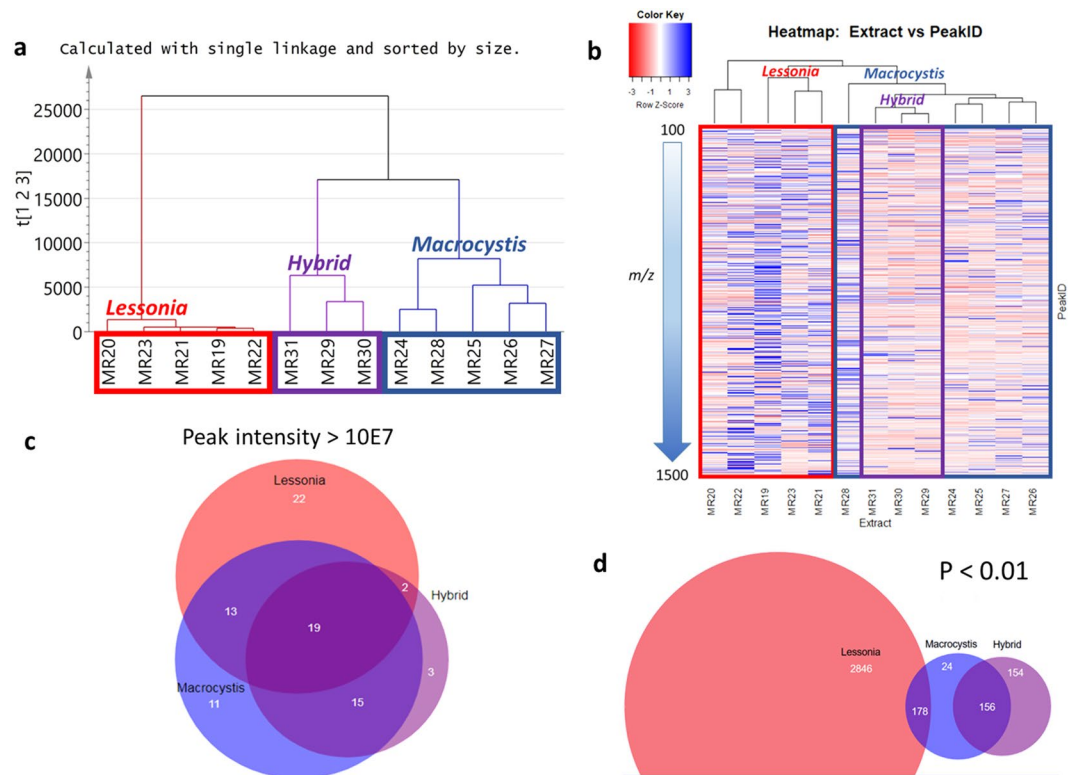 a
Calculated with single linkage and sorted by size.
t[1 2 3]
25000
20000
15000
10000
5000
0
Lessonia
Hybrid
Macrocystis
MR20
MR23
MR21
MR19
MR22
MR31
MR29
MR30
MR24
MR28
MR25
MR26
MR27
b
Color Key
-3 -1 1 3
Row Z-Score
Heatmap: Extract vs PeakID
Lessonia
Macrocystis
Hybrid
100
m/z
1500
PeakID
MR20
MR22
MR19
MR23
MR21
MR28
MR31
MR30
MR29
MR24
MR25
MR27
MR26
Extract
c
Peak intensity > 10E7
Lessonia
22
2
Hybrid
13
19
3
Macrocystis
11
15
d
P < 0.01
Lessonia
2846
Macrocystis
24
Hybrid
154
178
156